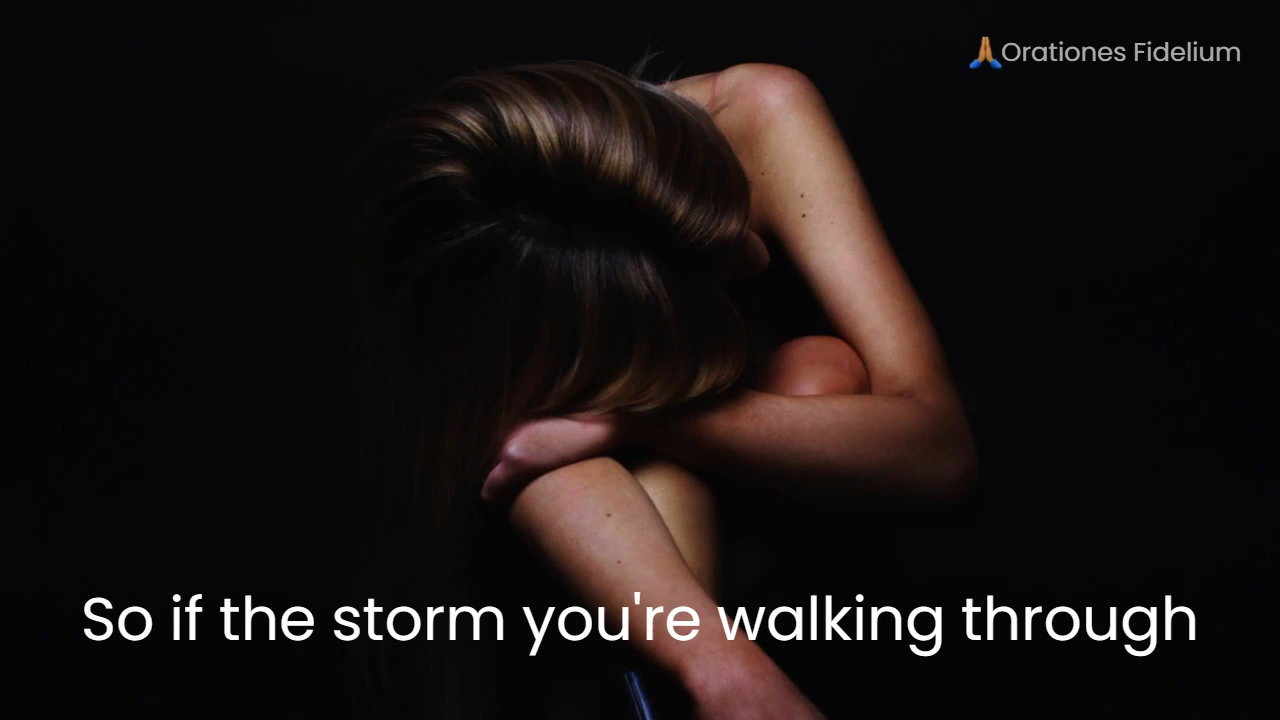 🙏Orationes Fidelium
So if the storm you're walking through